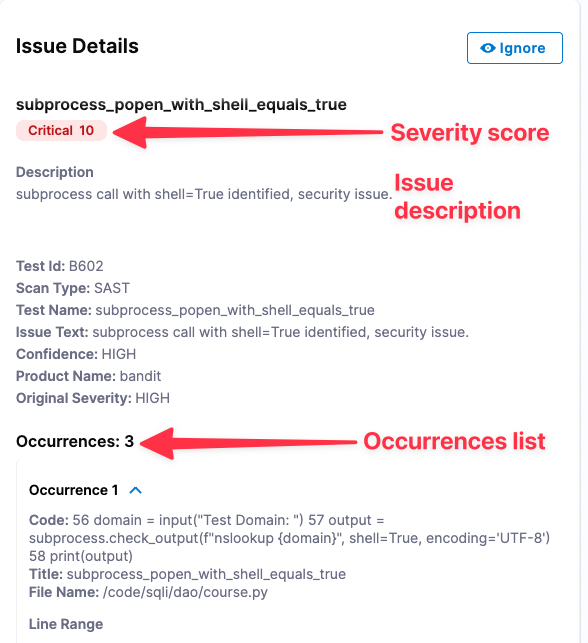 Issue Details
Ignore
subprocess_popen_with_shell_equals_true
Critical 10
Severity score
Description
subprocess call with shell=True identified, security issue.
Issue
description
Test Id: B602
Scan Type: SAST
Test Name: subprocess_popen_with_shell_equals_true
Issue Text: subprocess call with shell=True identified, security issue.
Confidence: HIGH
Product Name: bandit
Original Severity: HIGH
Occurrences: 3
Occurrences list
Occurrence 1
Code: 56 domain = input("Test Domain: ") 57 output =
subprocess.check_output(f"nslookup {domain}", shell=True, encoding='UTF-8')
58 print(output)
Title: subprocess_popen_with_shell_equals_true
File Name: /code/sqli/dao/course.py
Line Range